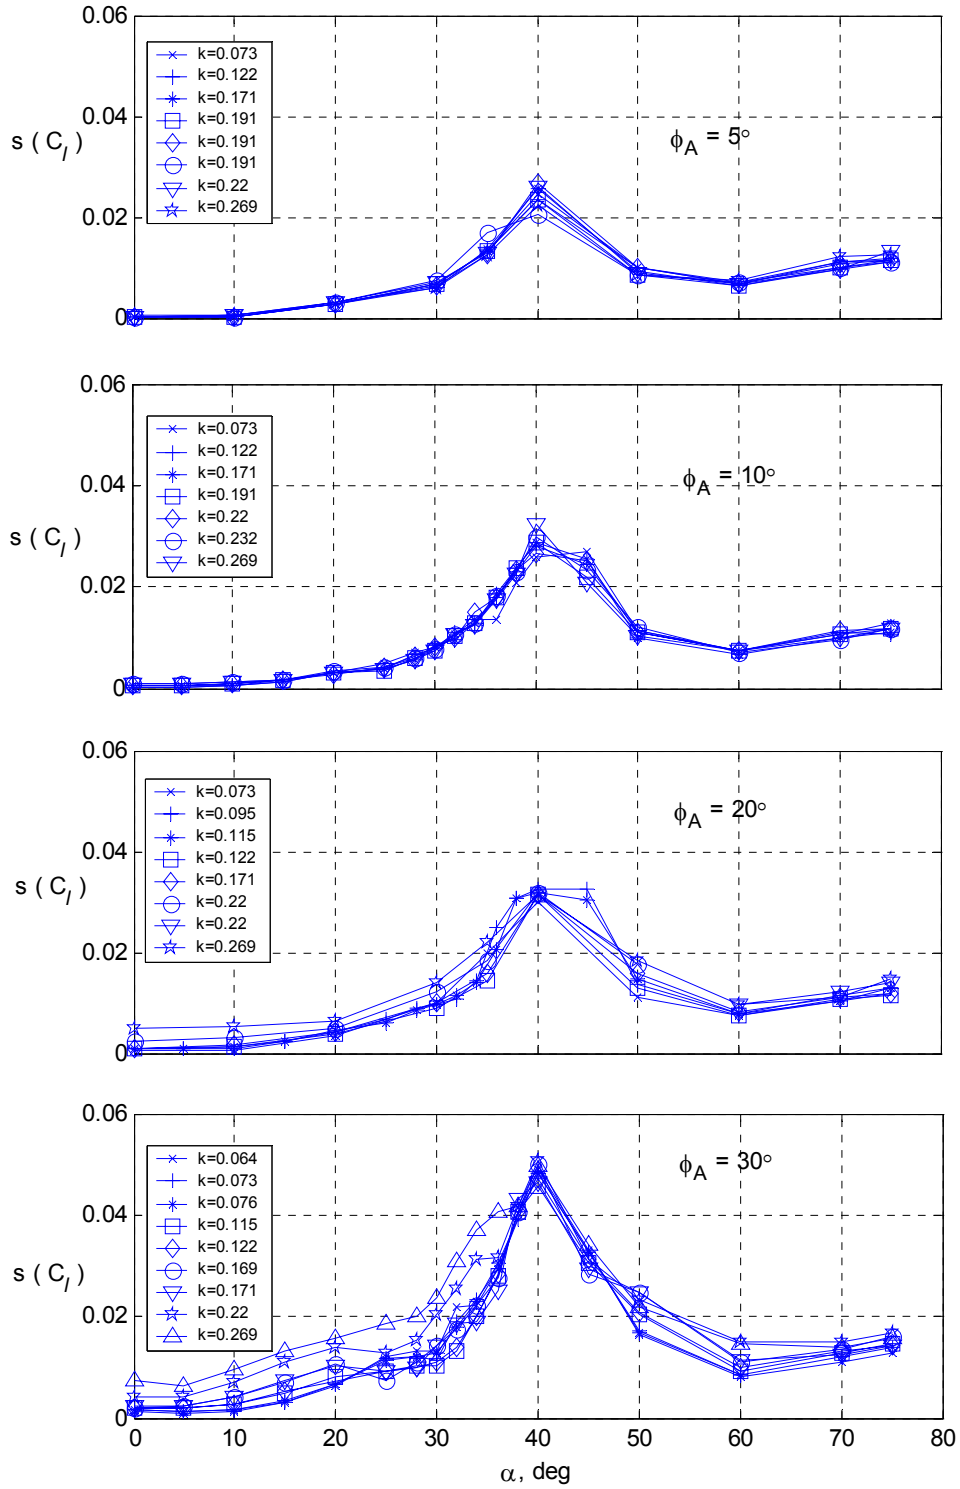 0.06
k=0.073
k=0.122
k=0.171
k=0.191
k=0.191
k=0.191
k=0.22
k=0.269
0.04
s ( C_l )
ϕ_A = 5°
0.02
0
0.06
k=0.073
k=0.122
k=0.171
k=0.191
k=0.22
k=0.232
k=0.269
0.04
s ( C_l )
ϕ_A = 10°
0.02
0
0.06
k=0.073
k=0.095
k=0.115
k=0.122
k=0.171
k=0.22
k=0.22
k=0.269
0.04
s ( C_l )
ϕ_A = 20°
0.02
0
0.06
k=0.064
k=0.073
k=0.076
k=0.115
k=0.122
k=0.169
k=0.171
k=0.22
k=0.269
0.04
s ( C_l )
ϕ_A = 30°
0.02
0
0 10 20 30 40 50 60 70 80
α, deg